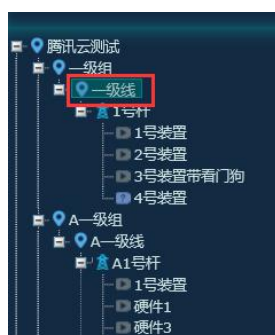 腾讯云测试
一级组
一级线
1号杆
1号装置
2号装置
3号装置带看门狗
4号装置
A一级组
A一级线
A1号杆
1号装置
硬件1
硬件3